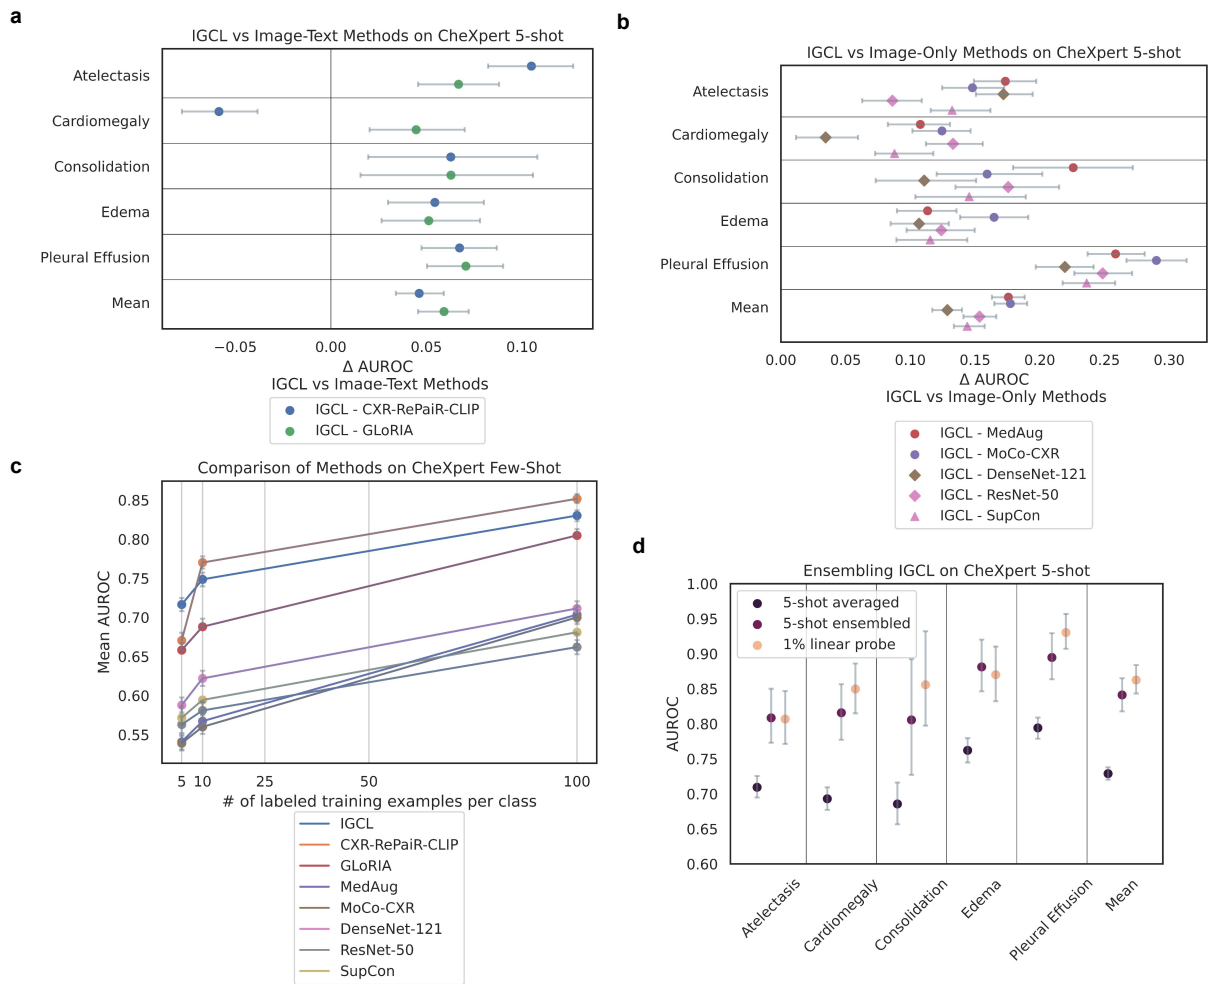 a
IGCL vs Image-Text Methods on CheXpert 5-shot
Atelectasis
Cardiomegaly
Consolidation
Edema
Pleural Effusion
Mean
−0.05 0.00 0.05 0.10
Δ AUROC
IGCL vs Image-Text Methods
IGCL - CXR-RePaiR-CLIP
IGCL - GLoRIA
b
IGCL vs Image-Only Methods on CheXpert 5-shot
Atelectasis
Cardiomegaly
Consolidation
Edema
Pleural Effusion
Mean
0.00 0.05 0.10 0.15 0.20 0.25 0.30
Δ AUROC
IGCL vs Image-Only Methods
IGCL - MedAug
IGCL - MoCo-CXR
IGCL - DenseNet-121
IGCL - ResNet-50
IGCL - SupCon
c
Comparison of Methods on CheXpert Few-Shot
Mean AUROC
0.85
0.80
0.75
0.70
0.65
0.60
0.55
5 10 25 50 100
# of labeled training examples per class
IGCL
CXR-RePaiR-CLIP
GLoRIA
MedAug
MoCo-CXR
DenseNet-121
ResNet-50
SupCon
d
Ensembling IGCL on CheXpert 5-shot
AUROC
1.00
0.95
0.90
0.85
0.80
0.75
0.70
0.65
0.60
5-shot averaged
5-shot ensembled
1% linear probe
Atelectasis
Cardiomegaly
Consolidation
Edema
Pleural Effusion
Mean